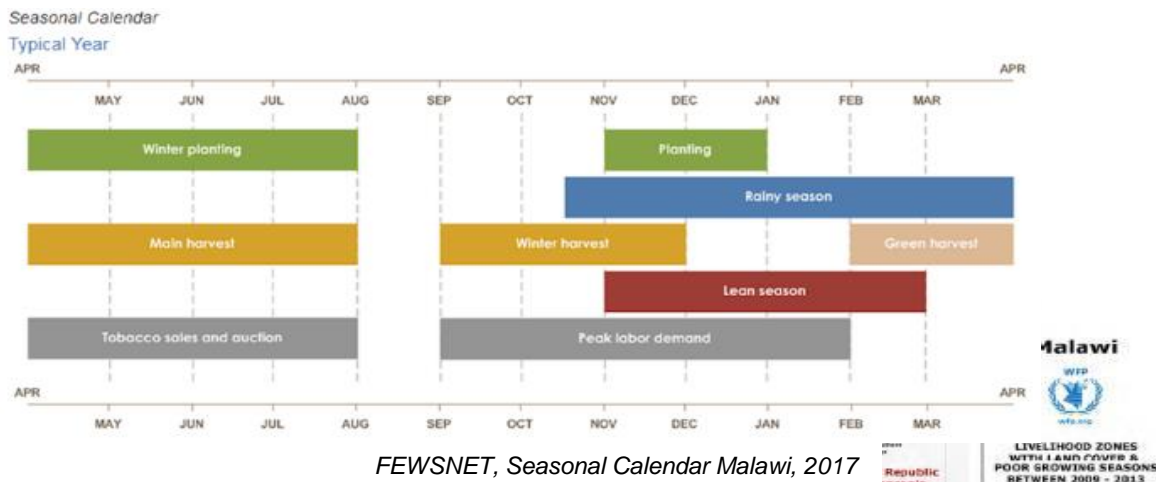 Seasonal Calendar
Typical Year
APR APR
MAY JUN JUL AUG SEP OCT NOV DEC JAN FEB MAR
Winter planting Planting
Rainy season
Main harvest Winter harvest Green harvest
Lean season
Tobacco sales and auction Peak labor demand
APR APR
MAY JUN JUL AUG SEP OCT NOV DEC JAN FEB MAR
Malawi
WFP
wfp.org
FEWSNET, Seasonal Calendar Malawi, 2017
Republic
LIVELIHOOD ZONES
WITH LAND COVER &
POOR GROWING SEASONS
BETWEEN 2009 - 2013